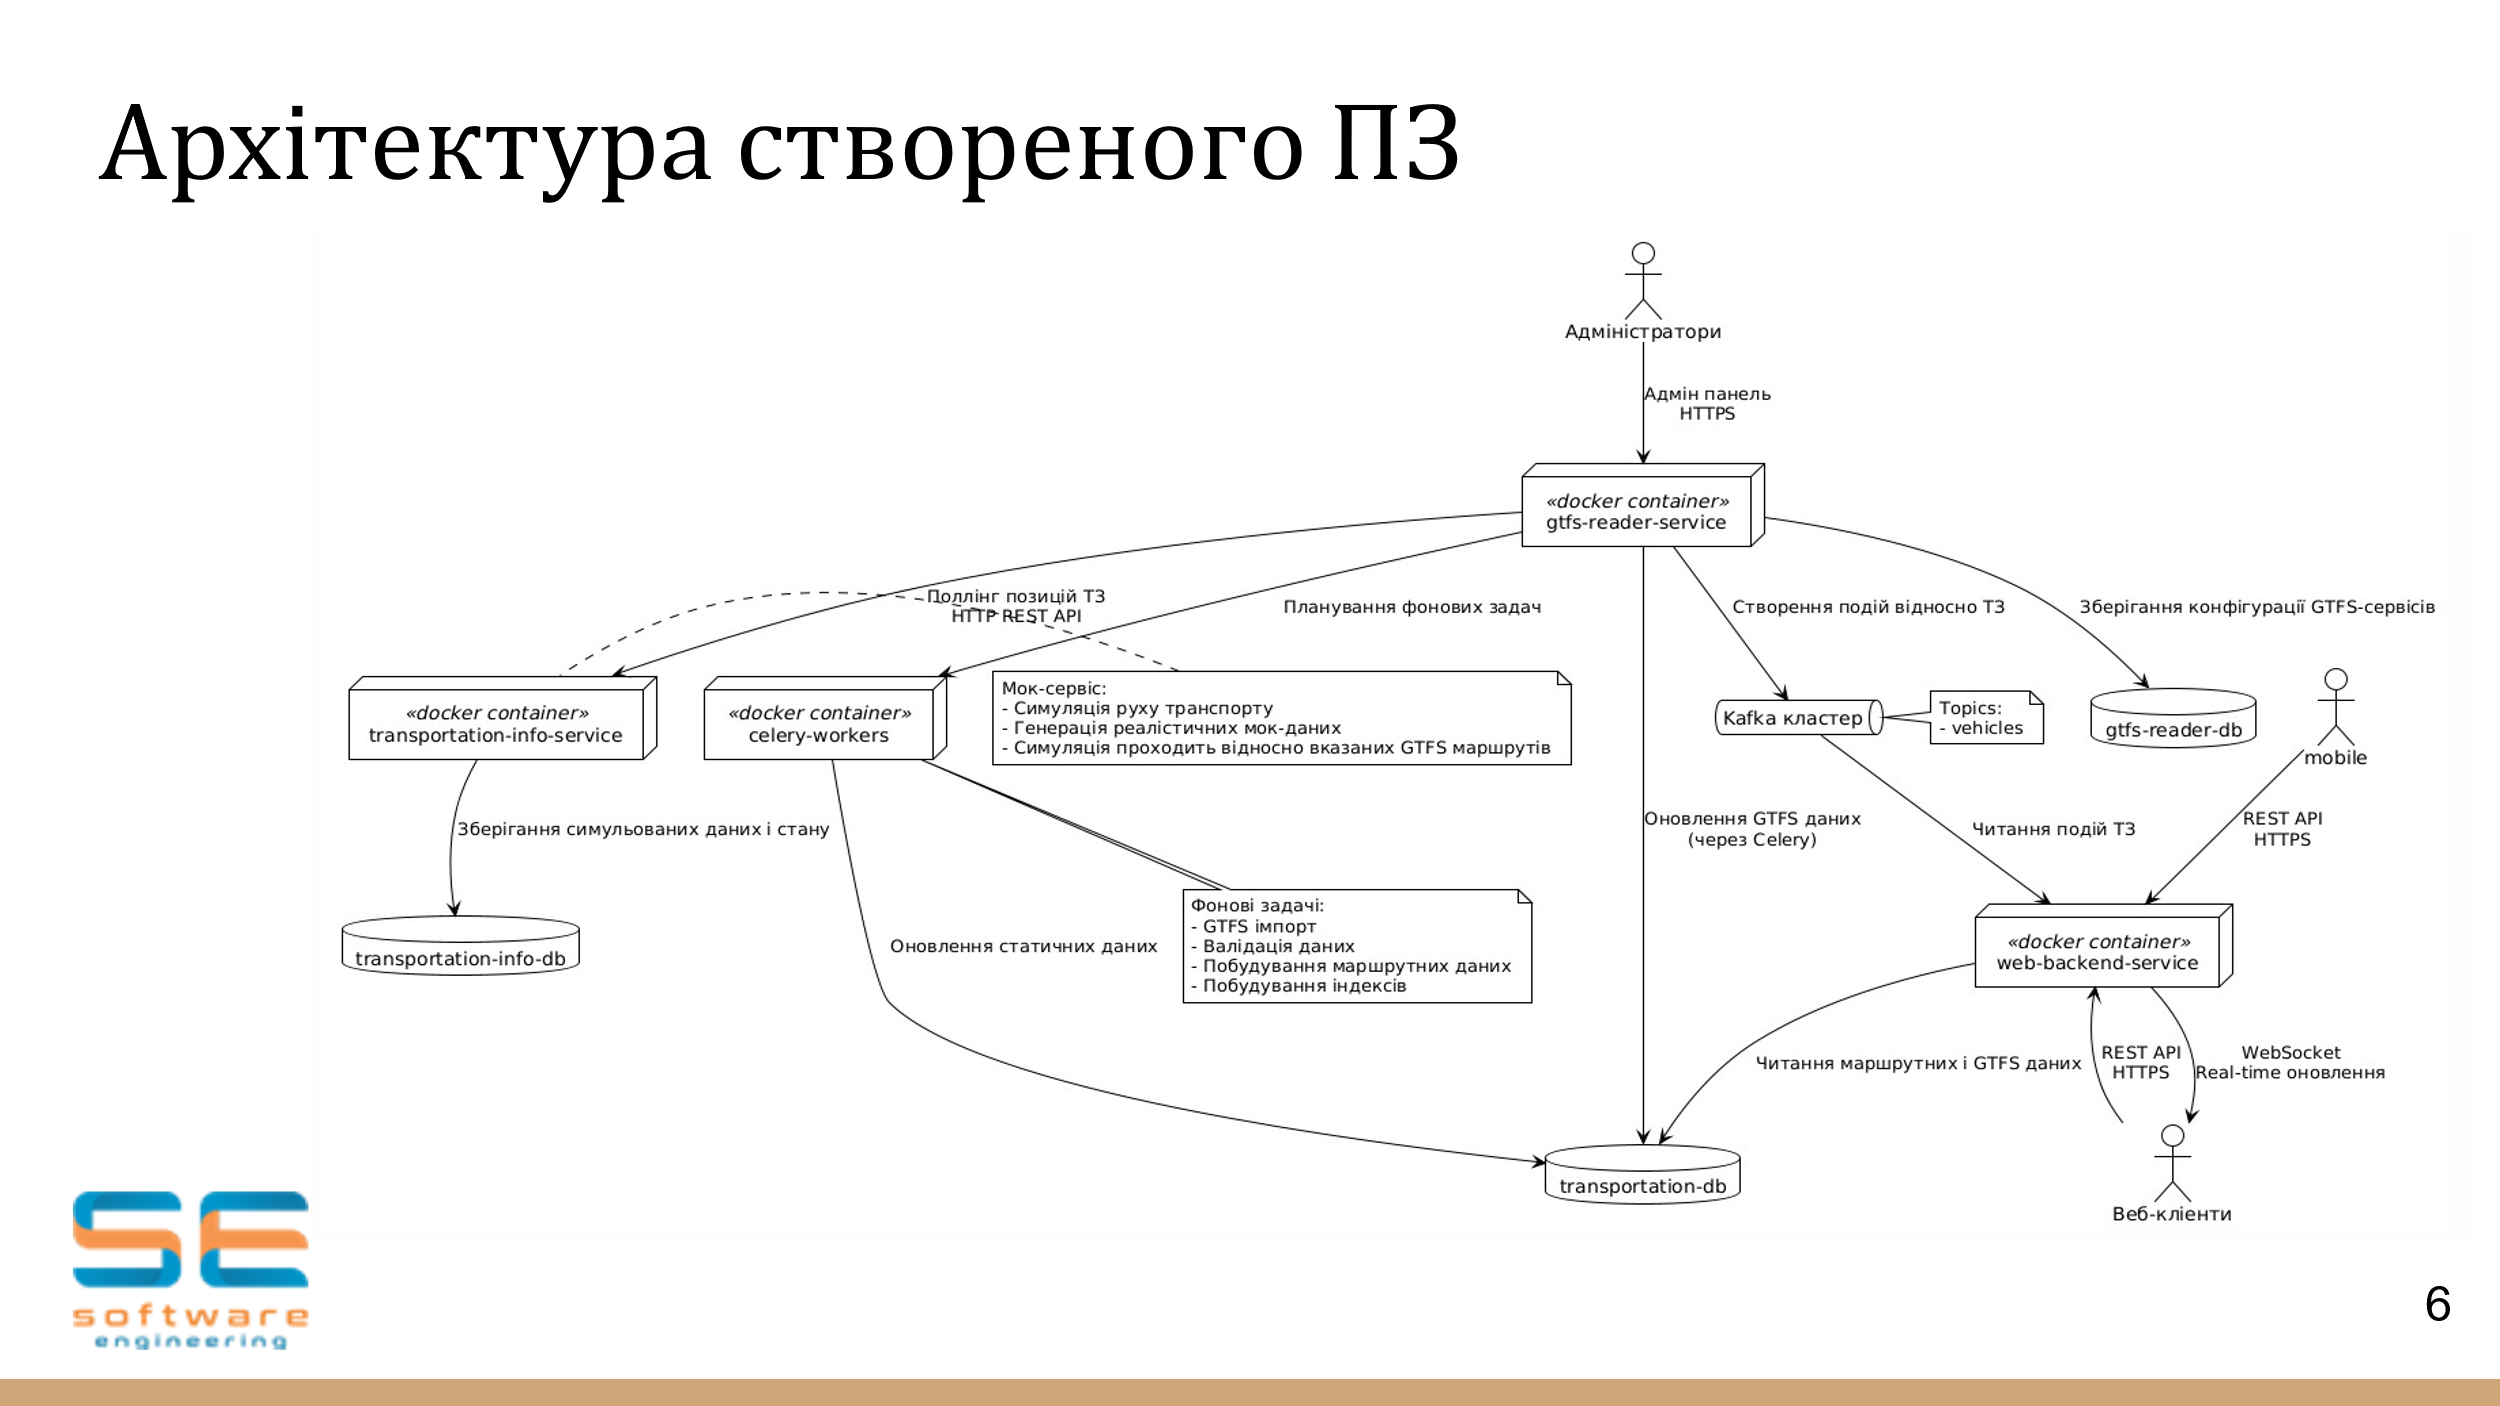 Архітектура створеного ПЗ
Адміністратори
Адмін панель
HTTPS
«docker container»
gtfs-reader-service
Поллінг позицій ТЗ
HTTP REST API
Планування фонових задач
Створення подій відносно ТЗ
Зберігання конфігурації GTFS-сервісів
«docker container»
transportation-info-service
«docker container»
celery-workers
Мок-сервіс:
- Симуляція руху транспорту
- Генерація реалістичних мок-даних
- Симуляція проходить відносно вказаних GTFS маршрутів
Kafka кластер
Topics:
- vehicles
gtfs-reader-db
mobile
Зберігання симульованих даних і стану
Оновлення GTFS даних
(через Celery)
Читання подій ТЗ
REST API
HTTPS
transportation-info-db
Оновлення статичних даних
Фонові задачі:
- GTFS імпорт
- Валідація даних
- Побудування маршрутних даних
- Побудування індексів
«docker container»
web-backend-service
Читання маршрутних і GTFS даних
REST API
HTTPS
WebSocket
Real-time оновлення
transportation-db
Веб-клієнти
SE
software
engineering
6